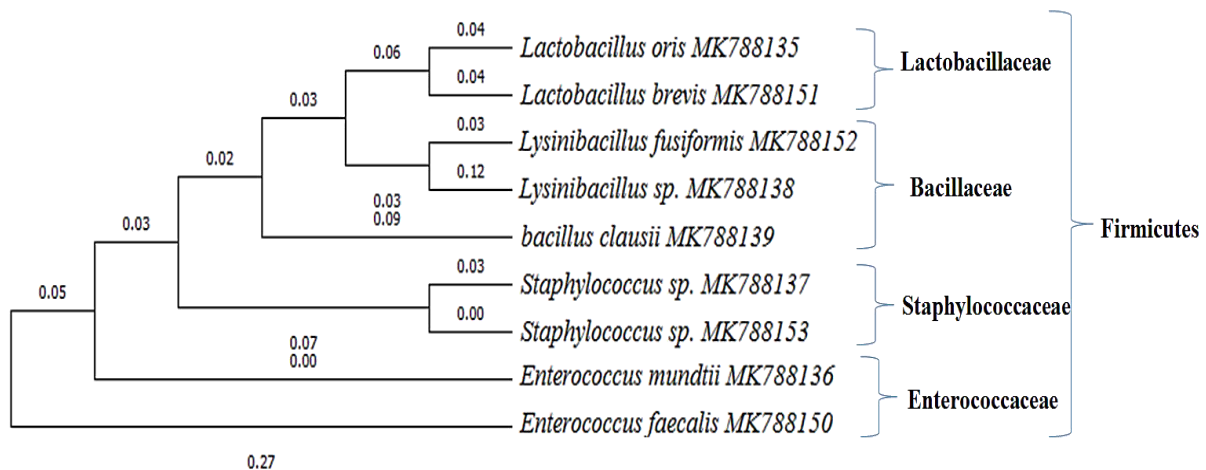 0.04
Lactobacillus oris MK788135
0.06
Lactobacillaceae
0.04
Lactobacillus brevis MK788151
0.03
0.03
Lysinibacillus fusiformis MK788152
0.02
0.12
Lysinibacillus sp. MK788138
Bacillaceae
0.03
0.09
bacillus clausii MK788139
0.03
Firmicutes
0.03
Staphylococcus sp. MK788137
0.05
0.00
Staphylococcaceae
Staphylococcus sp. MK788153
0.07
0.00
Enterococcus mundtii MK788136
Enterococcaceae
Enterococcus faecalis MK788150
0.27